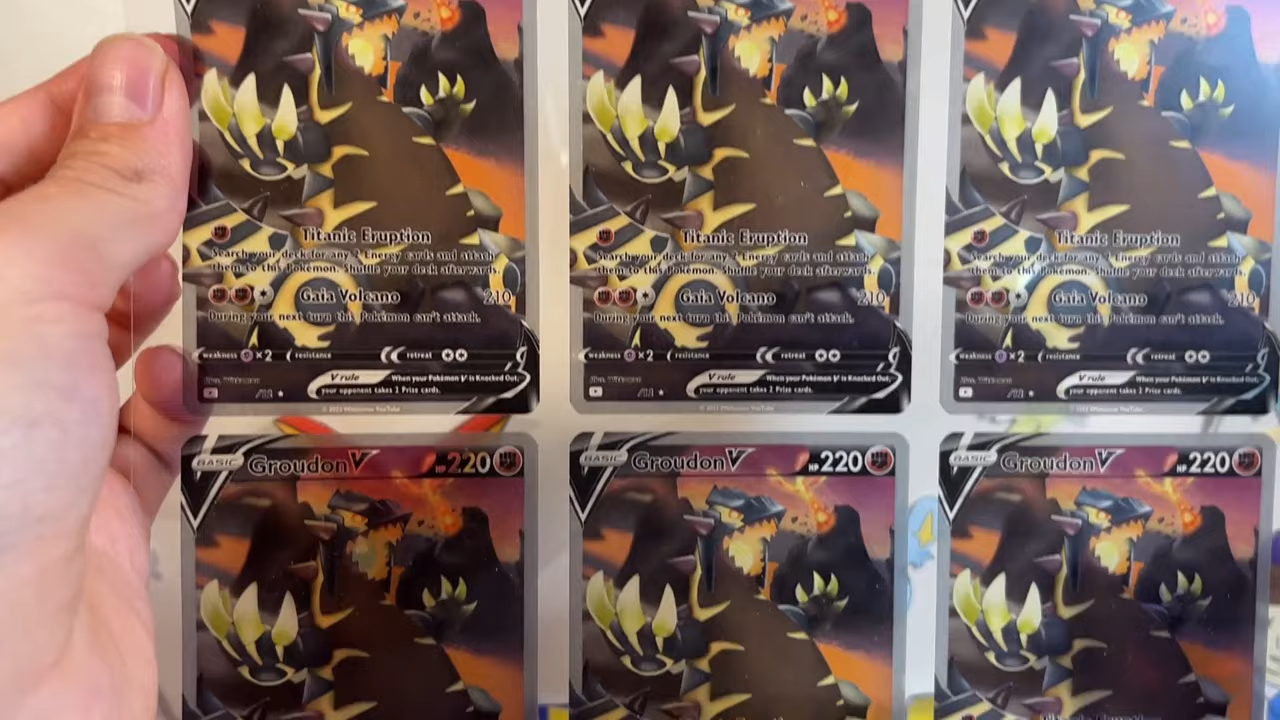 Titanic Eruption
Search your deck for any 2 Energy cards and attach
them to this Pokémon. Shuffle your deck afterwards.
Gaia Volcano 210
During your next turn this Pokémon can't attack.
weakness ×2 resistance retreat
V rule When your Pokémon V is Knocked Out,
your opponent takes 2 Prize cards.
Titanic Eruption
Search your deck for any 2 Energy cards and attach
them to this Pokémon. Shuffle your deck afterwards.
Gaia Volcano 210
During your next turn this Pokémon can't attack.
weakness ×2 resistance retreat
V rule When your Pokémon V is Knocked Out,
your opponent takes 2 Prize cards.
Titanic Eruption
Search your deck for any 2 Energy cards and attach
them to this Pokémon. Shuffle your deck afterwards.
Gaia Volcano 210
During your next turn this Pokémon can't attack.
weakness ×2 resistance retreat
V rule When your Pokémon V is Knocked Out,
your opponent takes 2 Prize cards.
BASIC Groudon V HP 220
BASIC Groudon V HP 220
BASIC Groudon V HP 220